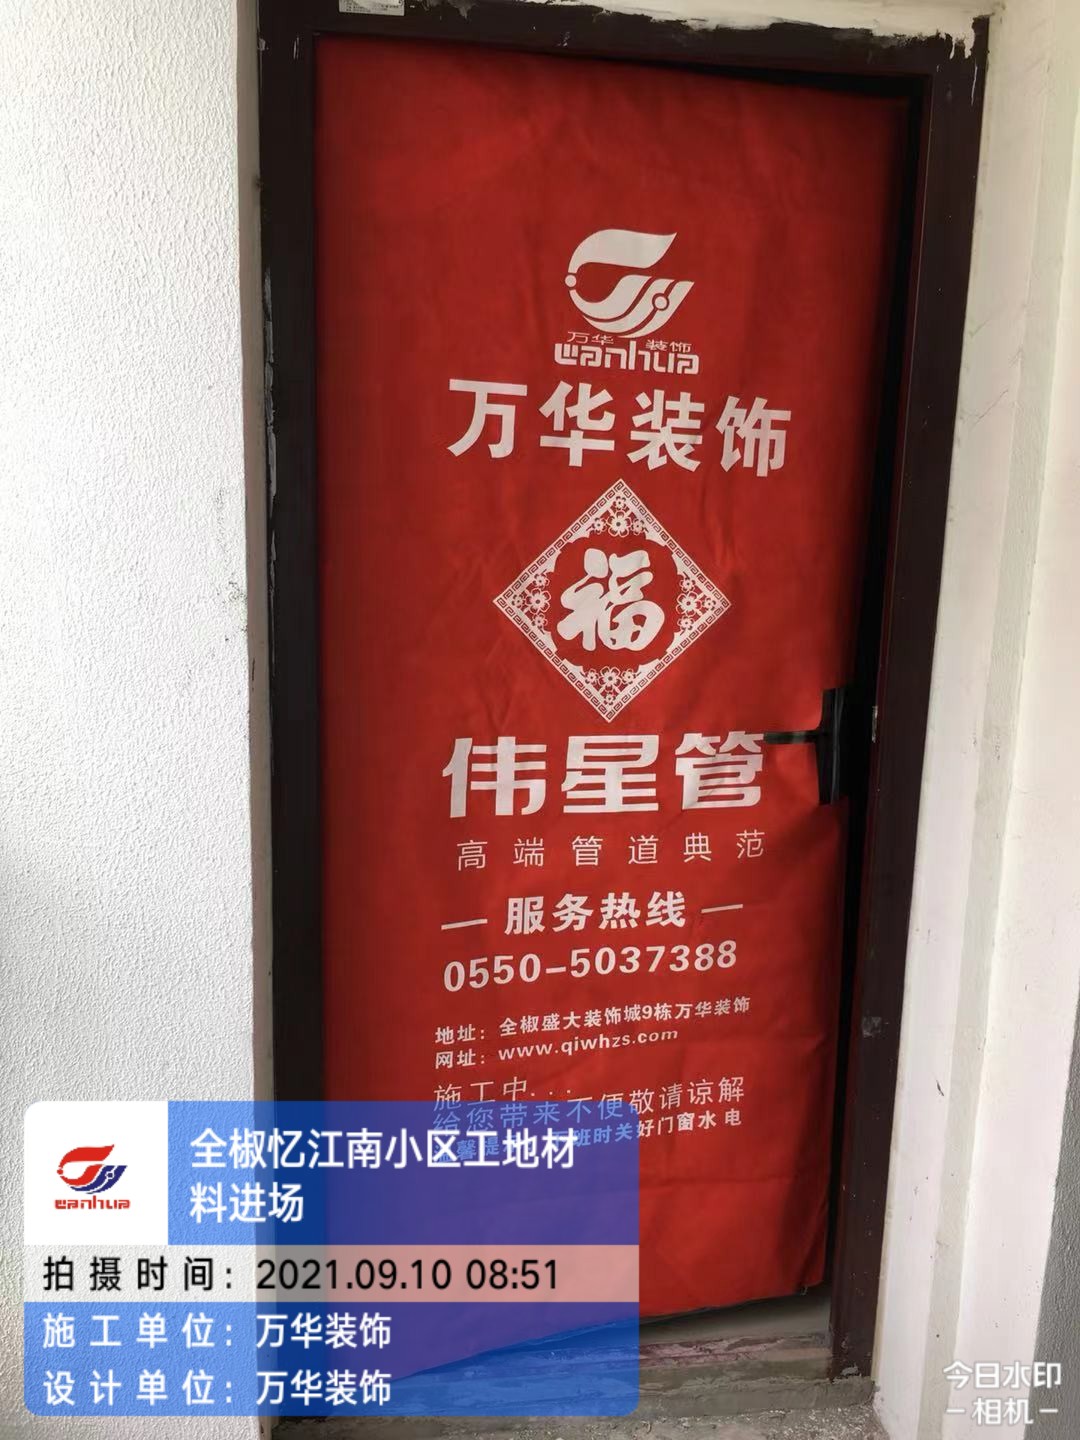 万华 装饰
wanhua
万华装饰
福
伟星管
高端管道典范
服务热线
0550-5037388
地址：全椒盛大装饰城9栋万华装饰
网址：www.qiwhzs.com
施工中...
给您带来不便敬请谅解
班时关好门窗水电
wanhua
全椒忆江南小区工地材
料进场
拍摄时间：2021.09.10 08:51
施工单位：万华装饰
设计单位：万华装饰
今日水印
-相机-